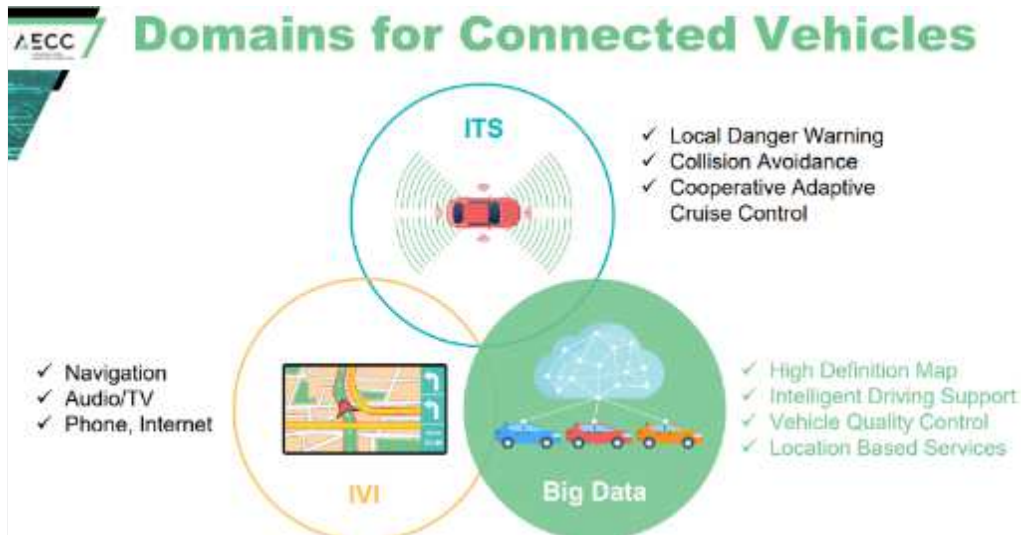 AECC
Domains for Connected Vehicles
ITS
✓ Local Danger Warning
✓ Collision Avoidance
✓ Cooperative Adaptive
Cruise Control
✓ Navigation
✓ Audio/TV
✓ Phone, Internet
IVI
Big Data
✓ High Definition Map
✓ Intelligent Driving Support
✓ Vehicle Quality Control
✓ Location Based Services